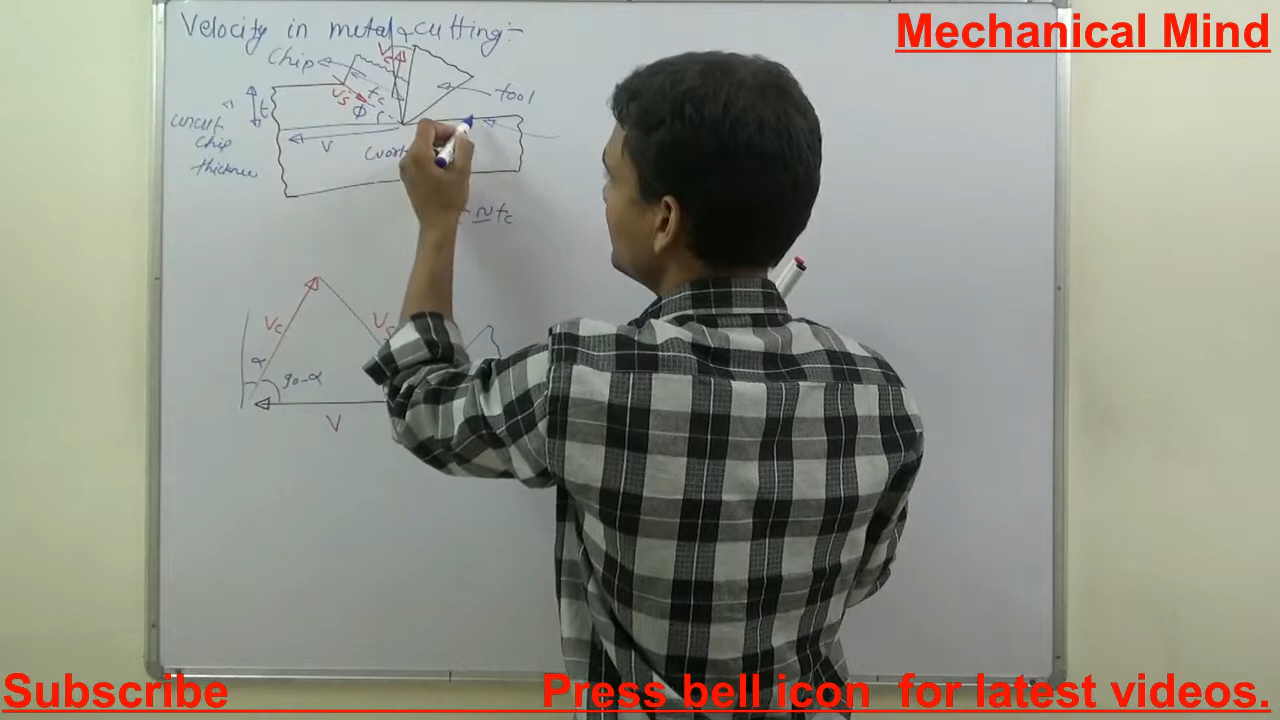 Mechanical Mind
Velocity in metal cutting:-
Chip
Vc
Vs
tc
tool
t
φ
uncut
chip
thickness
V
tc
Vc
α
90-α
V
Subscribe
Press bell icon for latest videos.